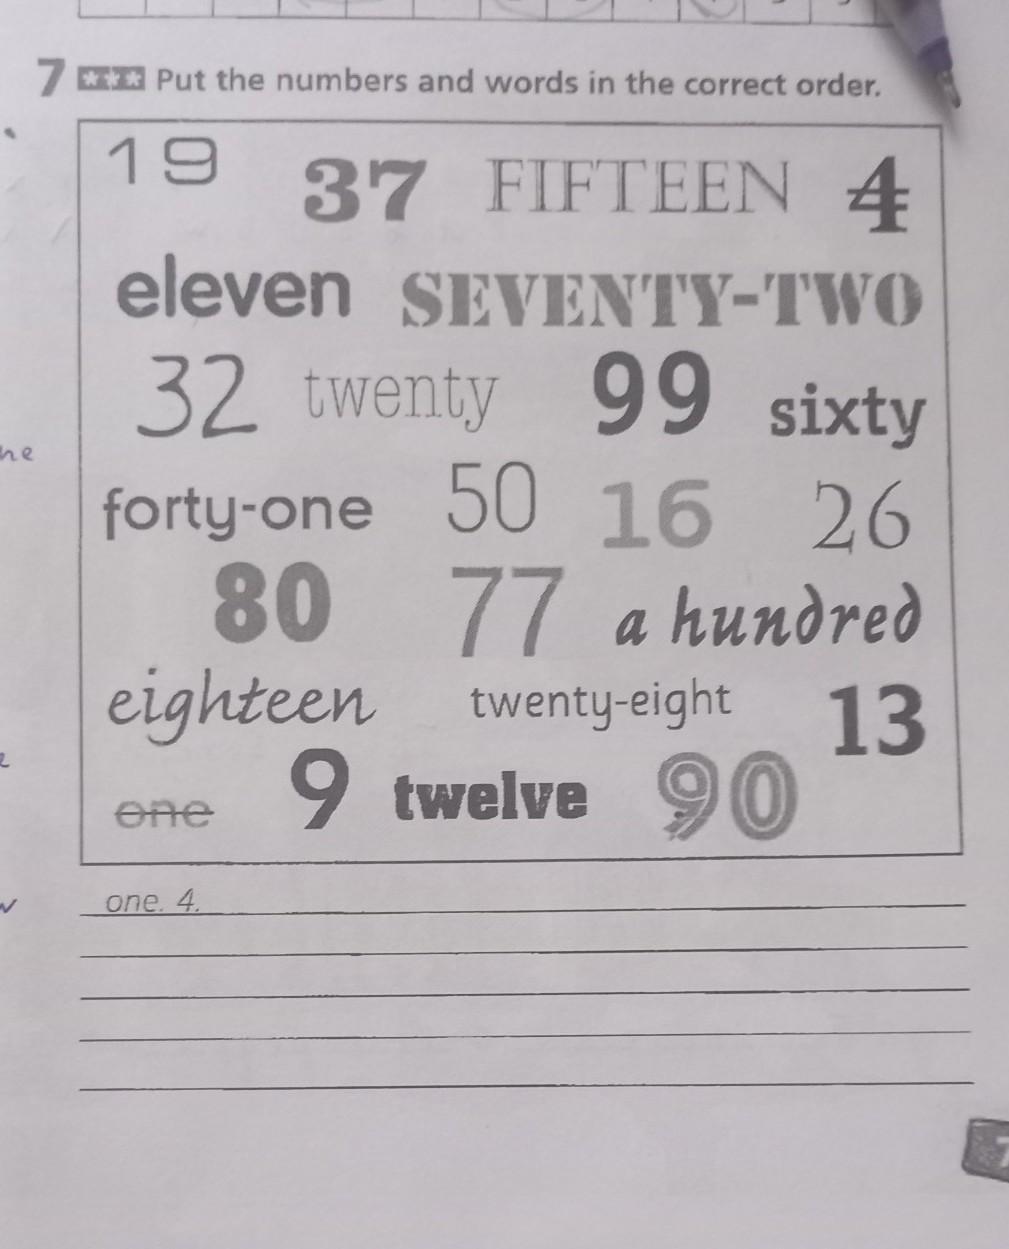 7 *** Put the numbers and words in the correct order.
19 37 FIFTEEN 4
eleven SEVENTY-TWO
32 twenty 99 sixty
forty-one 50 16 26
80 77 a hundred
eighteen twenty-eight 13
one 9 twelve 90
one. 4.